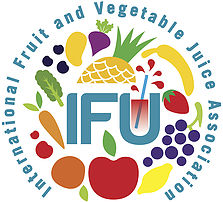 International Fruit and Vegetable Juice Association
IFU